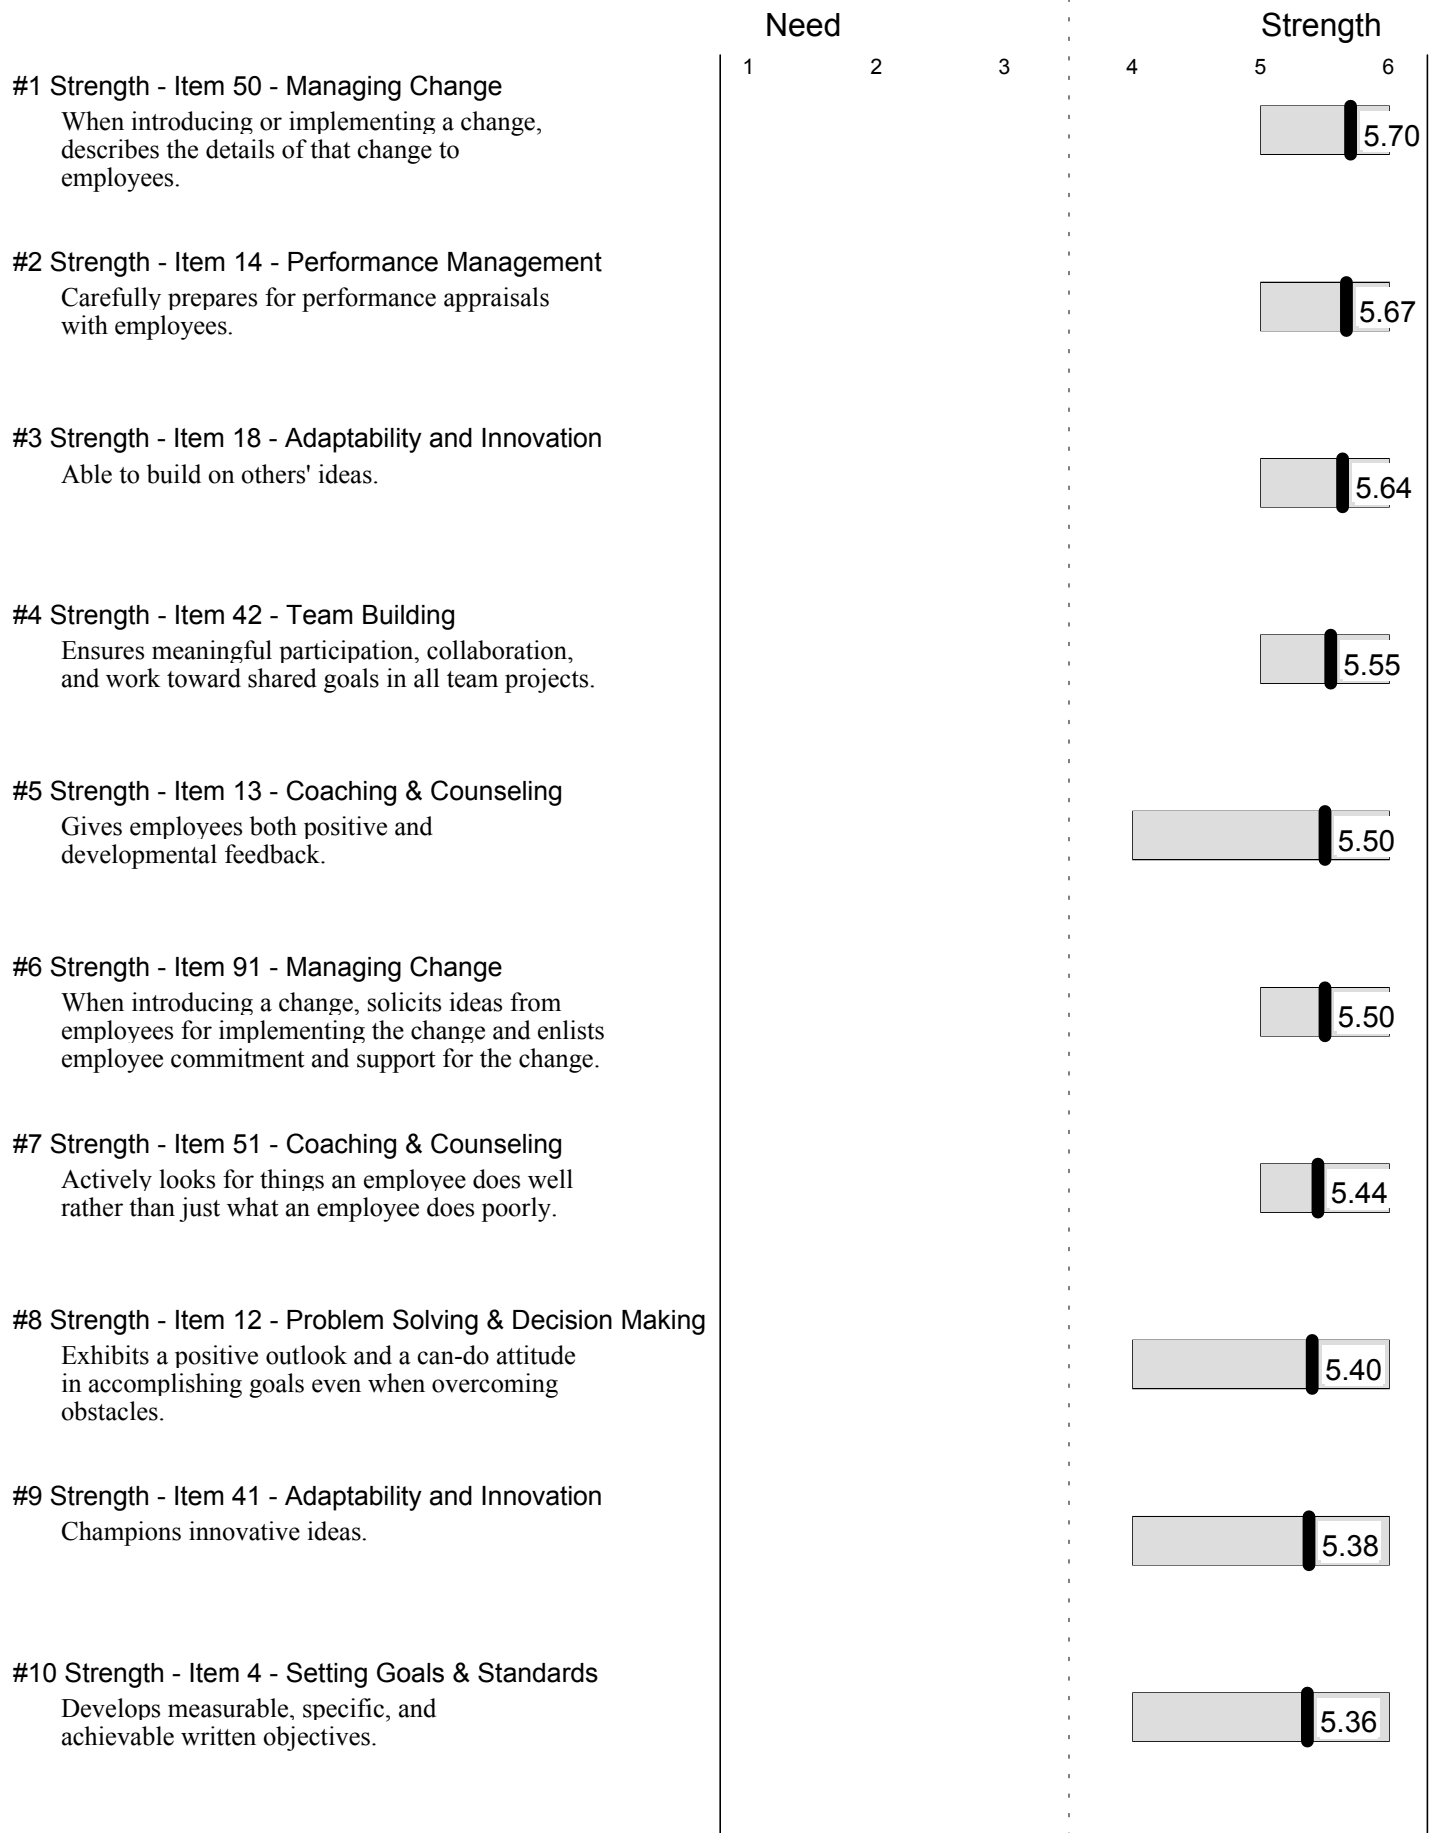 Need Strength
1 2 3 4 5 6
#1 Strength - Item 50 - Managing Change
When introducing or implementing a change,
describes the details of that change to
employees.
5.70
#2 Strength - Item 14 - Performance Management
Carefully prepares for performance appraisals
with employees.
5.67
#3 Strength - Item 18 - Adaptability and Innovation
Able to build on others' ideas.
5.64
#4 Strength - Item 42 - Team Building
Ensures meaningful participation, collaboration,
and work toward shared goals in all team projects.
5.55
#5 Strength - Item 13 - Coaching & Counseling
Gives employees both positive and
developmental feedback.
5.50
#6 Strength - Item 91 - Managing Change
When introducing a change, solicits ideas from
employees for implementing the change and enlists
employee commitment and support for the change.
5.50
#7 Strength - Item 51 - Coaching & Counseling
Actively looks for things an employee does well
rather than just what an employee does poorly.
5.44
#8 Strength - Item 12 - Problem Solving & Decision Making
Exhibits a positive outlook and a can-do attitude
in accomplishing goals even when overcoming
obstacles.
5.40
#9 Strength - Item 41 - Adaptability and Innovation
Champions innovative ideas.
5.38
#10 Strength - Item 4 - Setting Goals & Standards
Develops measurable, specific, and
achievable written objectives.
5.36